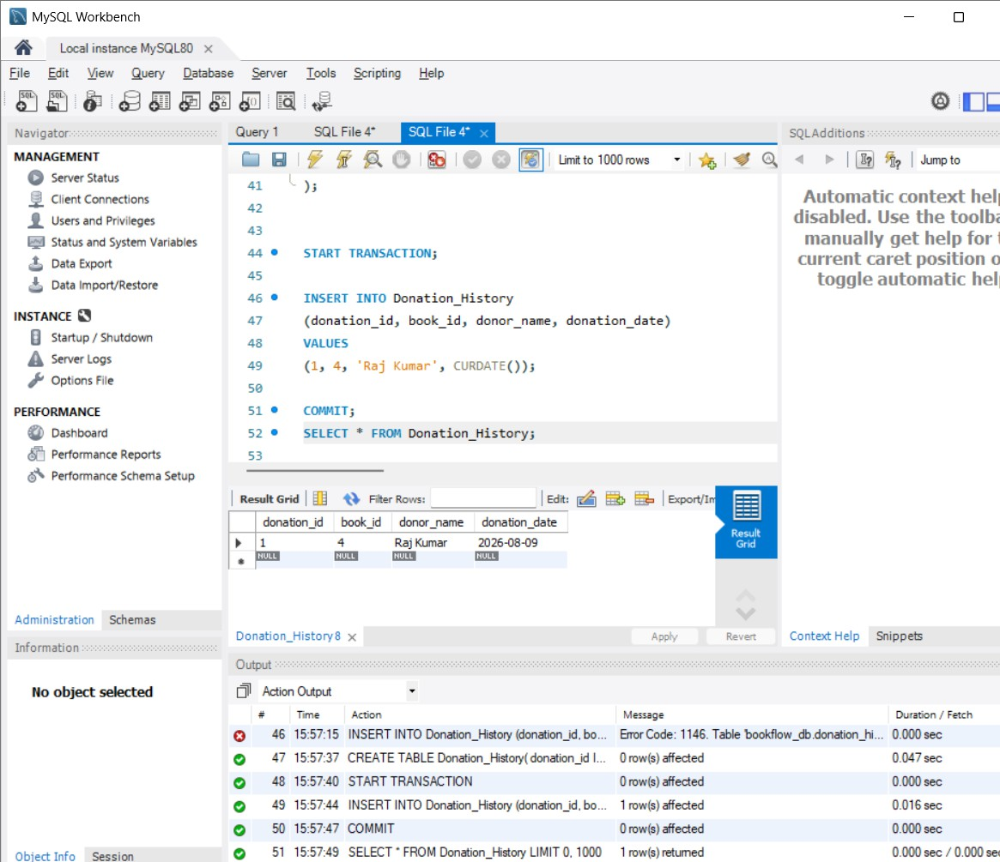 MySQL Workbench
Local instance MySQL80
File Edit View Query Database Server Tools Scripting Help
Navigator
MANAGEMENT
Server Status
Client Connections
Users and Privileges
Status and System Variables
Data Export
Data Import/Restore
INSTANCE
Startup / Shutdown
Server Logs
Options File
PERFORMANCE
Dashboard
Performance Reports
Performance Schema Setup
Administration Schemas
Information
No object selected
Object Info Session
Query 1 SQL File 4* SQL File 4*
Limit to 1000 rows
41 );
42
43
44 START TRANSACTION;
45
46 INSERT INTO Donation_History
47 (donation_id, book_id, donor_name, donation_date)
48 VALUES
49 (1, 4, 'Raj Kumar', CURDATE());
50
51 COMMIT;
52 SELECT * FROM Donation_History;
53
Result Grid Filter Rows: Edit: Export/Im
donation_id book_id donor_name donation_date
1 4 Raj Kumar 2026-08-09
NULL NULL NULL NULL
Result
Grid
Donation_History 8 Apply Revert
SQLAdditions
Jump to
Automatic context help
disabled. Use the toolba
manually get help for t
current caret position o
toggle automatic help
Context Help Snippets
Output
Action Output
# Time Action Message Duration / Fetch
46 15:57:15 INSERT INTO Donation_History (donation_id, bo... Error Code: 1146. Table 'bookflow_db.donation_hi... 0.000 sec
47 15:57:37 CREATE TABLE Donation_History( donation_id I... 0 row(s) affected 0.047 sec
48 15:57:40 START TRANSACTION 0 row(s) affected 0.000 sec
49 15:57:44 INSERT INTO Donation_History (donation_id, bo... 1 row(s) affected 0.016 sec
50 15:57:47 COMMIT 0 row(s) affected 0.000 sec
51 15:57:49 SELECT * FROM Donation_History LIMIT 0, 1000 1 row(s) returned 0.000 sec / 0.000 sec